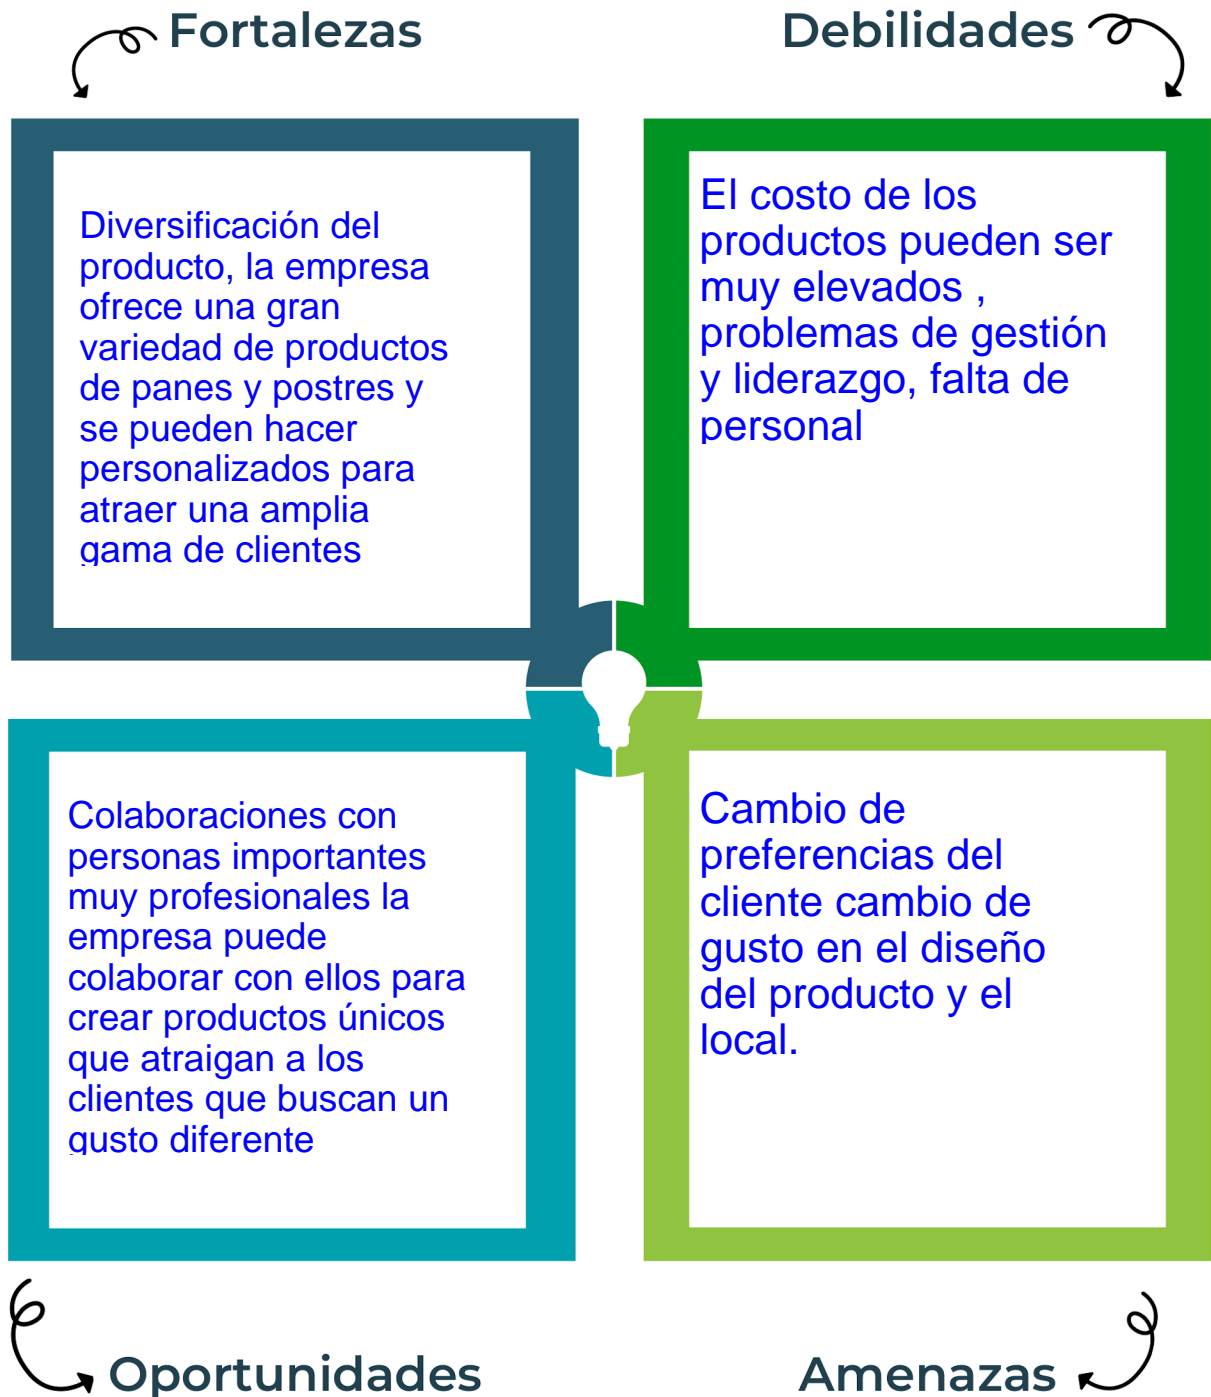 Fortalezas
Diversificación del
producto, la empresa
ofrece una gran
variedad de productos
de panes y postres y
se pueden hacer
personalizados para
atraer una amplia
gama de clientes
Debilidades
El costo de los
productos pueden ser
muy elevados ,
problemas de gestión
y liderazgo, falta de
personal
Colaboraciones con
personas importantes
muy profesionales la
empresa puede
colaborar con ellos para
crear productos únicos
que atraigan a los
clientes que buscan un
gusto diferente
Oportunidades
Cambio de
preferencias del
cliente cambio de
gusto en el diseño
del producto y el
local.
Amenazas